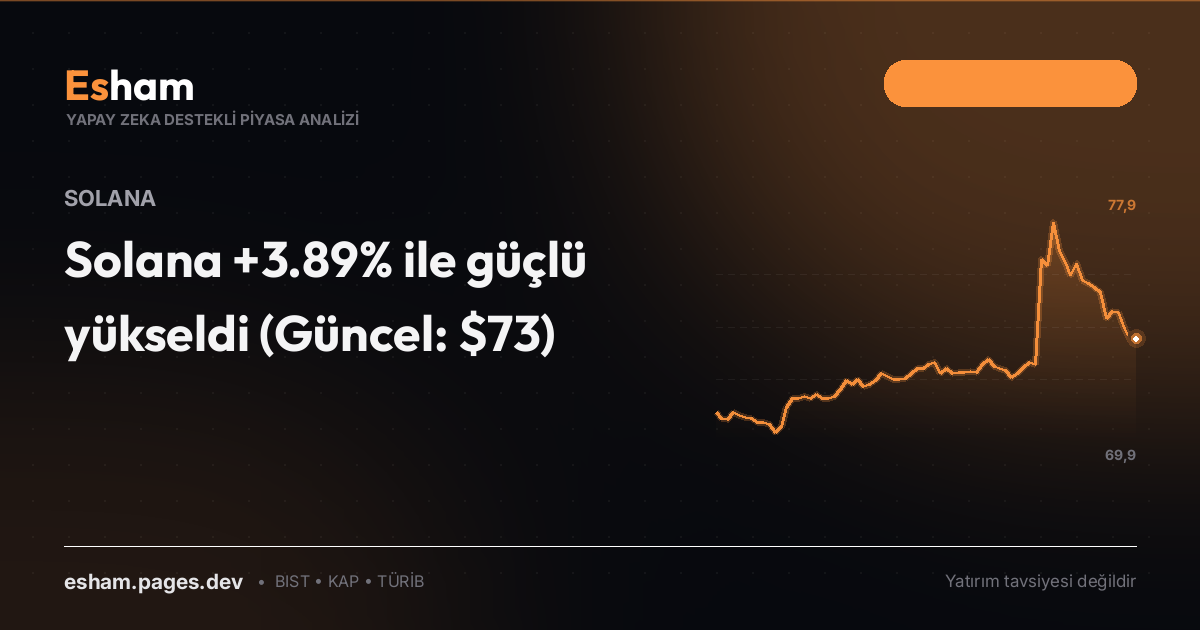 Esham
YAPAY ZEKA DESTEKLİ PİYASA ANALİZİ
SOLANA
Solana +3.89% ile güçlü
yükseldi (Güncel: $73)
77,9
69,9
esham.pages.dev • BIST • KAP • TÜRİB
Yatırım tavsiyesi değildir